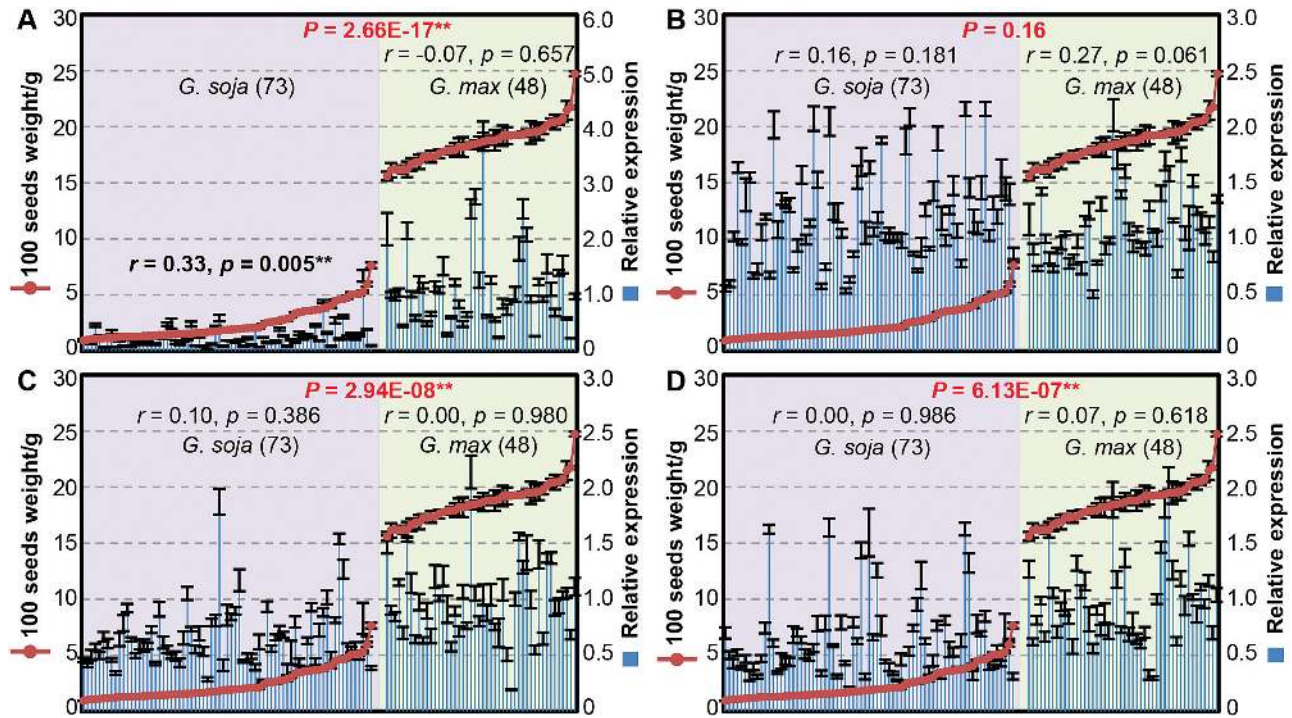 A
P = 2.66E-17**
r = -0.07, p = 0.657
G. soja (73)
G. max (48)
r = 0.33, p = 0.005**
100 seeds weight/g
30
25
20
15
10
5
0
Relative expression
6.0
5.0
4.0
3.0
2.0
1.0
0
B
P = 0.16
r = 0.16, p = 0.181
r = 0.27, p = 0.061
G. soja (73)
G. max (48)
100 seeds weight/g
30
25
20
15
10
5
0
Relative expression
3.0
2.5
2.0
1.5
1.0
0.5
0
C
P = 2.94E-08**
r = 0.10, p = 0.386
r = 0.00, p = 0.980
G. soja (73)
G. max (48)
100 seeds weight/g
30
25
20
15
10
5
0
Relative expression
3.0
2.5
2.0
1.5
1.0
0.5
0
D
P = 6.13E-07**
r = 0.00, p = 0.986
r = 0.07, p = 0.618
G. soja (73)
G. max (48)
100 seeds weight/g
30
25
20
15
10
5
0
Relative expression
3.0
2.5
2.0
1.5
1.0
0.5
0